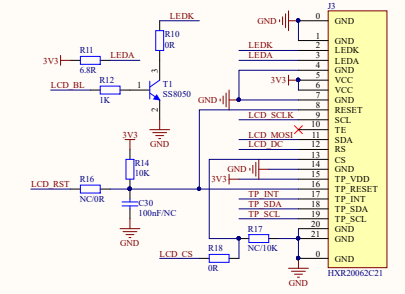 J3
LEDK
GND
0
GND
R10
0R
1
GND
LEDK
2
LEDK
R11
LEDA
LEDA
3
LEDA
3V3
6.8R
4
GND
3
3V3
5
VCC
LCD_BL
R12
1
T1
6
VCC
1K
SS8050
GND
7
GND
2
8
RESET
LCD_SCLK
9
SCL
GND
10
TE
3V3
LCD_MOSI
11
SDA
LCD_DC
12
RS
13
CS
R14
10K
GND
14
GND
3V3
15
TP_VDD
LCD_RST
R16
16
TP_RESET
NC/0R
TP_INT
17
TP_INT
C30
TP_SDA
18
TP_SDA
100nF/NC
TP_SCL
19
TP_SCL
20
GND
GND
R17
21
GND
NC/10K
LCD_CS
R18
0
GND
0R
GND
HXR20062C21